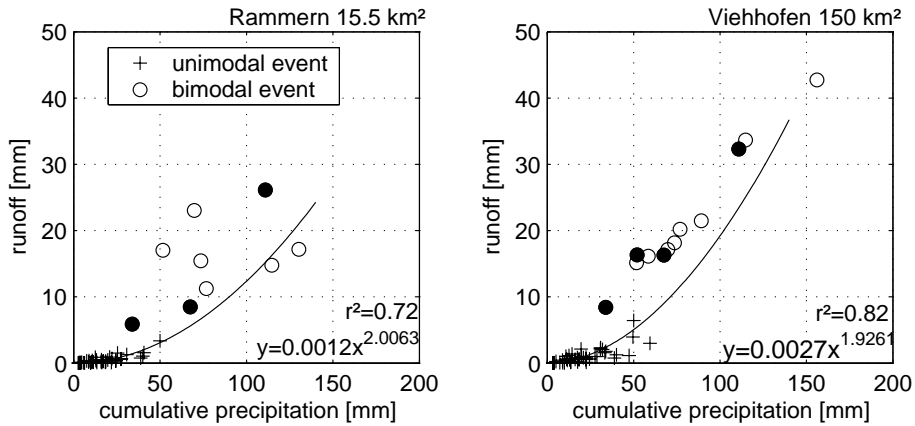 Rammern 15.5 km²
50
40
30
20
10
0
runoff [mm]
unimodal event
bimodal event
r²=0.72
y=0.0012x^2.0063
0 50 100 150 200
cumulative precipitation [mm]
Viehhofen 150 km²
50
40
30
20
10
0
runoff [mm]
r²=0.82
y=0.0027x^1.9261
0 50 100 150 200
cumulative precipitation [mm]